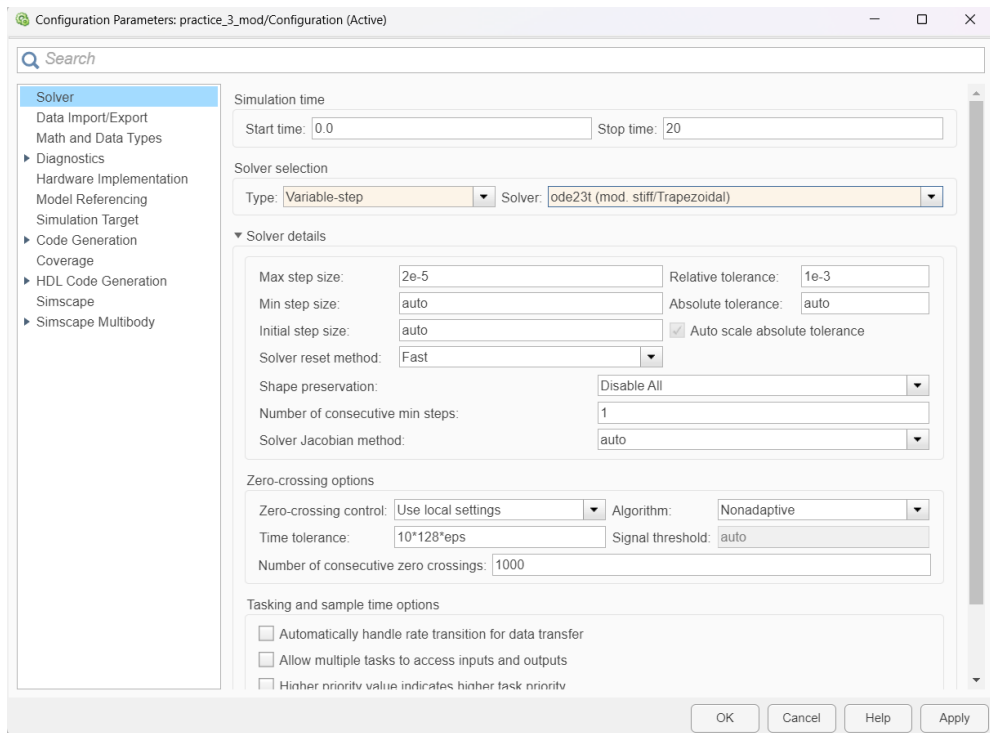 Configuration Parameters: practice_3_mod/Configuration (Active)
Search
Solver
Data Import/Export
Math and Data Types
Diagnostics
Hardware Implementation
Model Referencing
Simulation Target
Code Generation
Coverage
HDL Code Generation
Simscape
Simscape Multibody
Simulation time
Start time: 0.0 Stop time: 20
Solver selection
Type: Variable-step Solver: ode23t (mod. stiff/Trapezoidal)
Solver details
Max step size: 2e-5 Relative tolerance: 1e-3
Min step size: auto Absolute tolerance: auto
Initial step size: auto Auto scale absolute tolerance
Solver reset method: Fast
Shape preservation: Disable All
Number of consecutive min steps: 1
Solver Jacobian method: auto
Zero-crossing options
Zero-crossing control: Use local settings Algorithm: Nonadaptive
Time tolerance: 10*128*eps Signal threshold: auto
Number of consecutive zero crossings: 1000
Tasking and sample time options
Automatically handle rate transition for data transfer
Allow multiple tasks to access inputs and outputs
Higher priority value indicates higher task priority
OK Cancel Help Apply